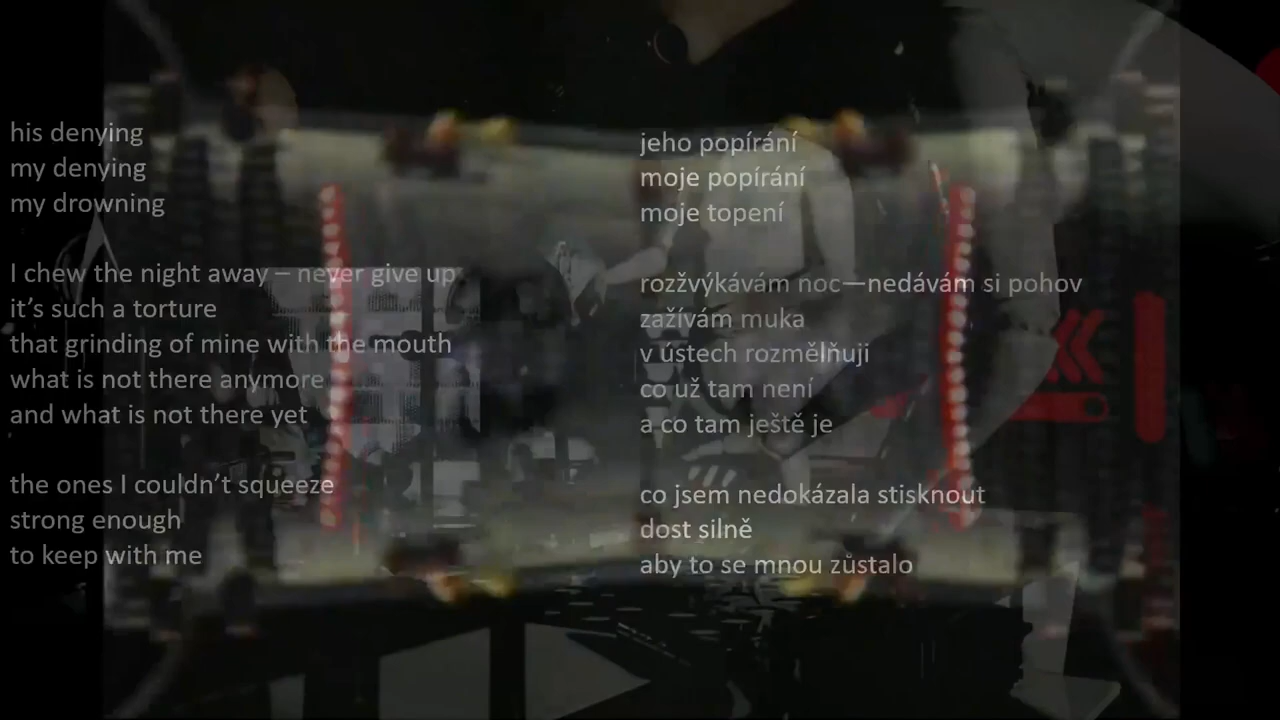 his denying
my denying
my drowning
I chew the night away – never give up
it's such a torture
that grinding of mine with the mouth
what is not there anymore
and what is not there yet
the ones I couldn't squeeze
strong enough
to keep with me
jeho popírání
moje popírání
moje topení
rozžvýkávám noc—nedávám si pohov
zažívám muka
v ústech rozmělňuji
co už tam není
a co tam ještě je
co jsem nedokázala stisknout
dost silně
aby to se mnou zůstalo